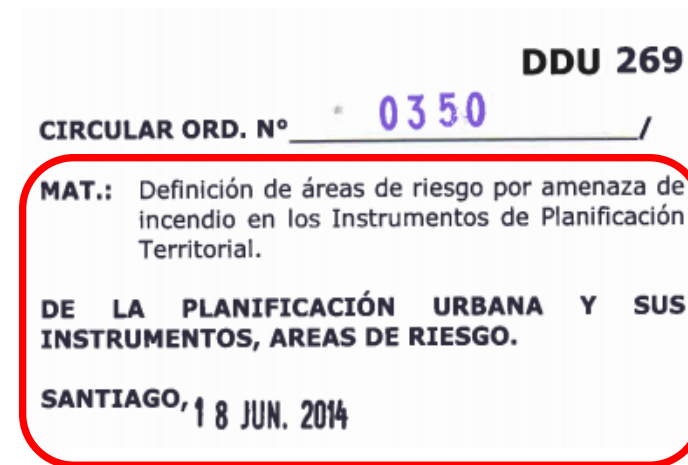 DDU 269
CIRCULAR ORD. Nº 0350 /
MAT.: Definición de áreas de riesgo por amenaza de
incendio en los Instrumentos de Planificación
Territorial.
DE LA PLANIFICACIÓN URBANA Y SUS
INSTRUMENTOS, AREAS DE RIESGO.
SANTIAGO, 18 JUN. 2014